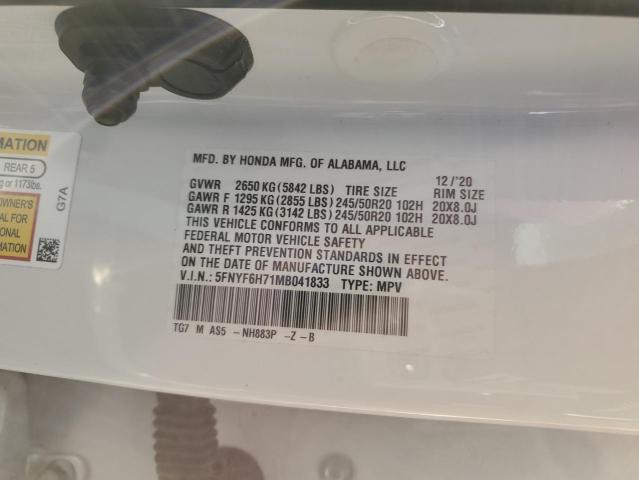 MATION
REAR 5
g or 1173lbs.
OWNER'S
AL FOR
ONAL
MATION
G7A
MFD. BY HONDA MFG. OF ALABAMA, LLC
12/'20
GVWR 2650 KG (5842 LBS) TIRE SIZE RIM SIZE
GAWR F 1295 KG (2855 LBS) 245/50R20 102H 20X8.0J
GAWR R 1425 KG (3142 LBS) 245/50R20 102H 20X8.0J
THIS VEHICLE CONFORMS TO ALL APPLICABLE
FEDERAL MOTOR VEHICLE SAFETY
AND THEFT PREVENTION STANDARDS IN EFFECT
ON THE DATE OF MANUFACTURE SHOWN ABOVE.
V.I.N.: 5FNYF6H71MB041833 TYPE: MPV
TG7 M AS5 -NH883P -Z-B